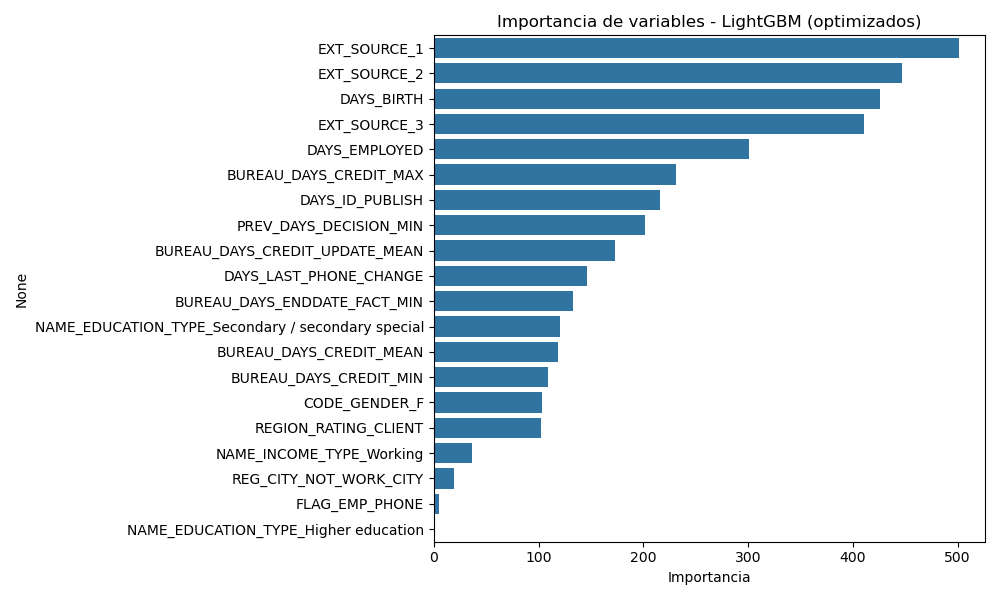 Importancia de variables - LightGBM (optimizados)
EXT_SOURCE_1
EXT_SOURCE_2
DAYS_BIRTH
EXT_SOURCE_3
DAYS_EMPLOYED
BUREAU_DAYS_CREDIT_MAX
DAYS_ID_PUBLISH
PREV_DAYS_DECISION_MIN
BUREAU_DAYS_CREDIT_UPDATE_MEAN
DAYS_LAST_PHONE_CHANGE
BUREAU_DAYS_ENDDATE_FACT_MIN
NAME_EDUCATION_TYPE_Secondary / secondary special
BUREAU_DAYS_CREDIT_MEAN
BUREAU_DAYS_CREDIT_MIN
CODE_GENDER_F
REGION_RATING_CLIENT
NAME_INCOME_TYPE_Working
REG_CITY_NOT_WORK_CITY
FLAG_EMP_PHONE
NAME_EDUCATION_TYPE_Higher education
None
0 100 200 300 400 500
Importancia